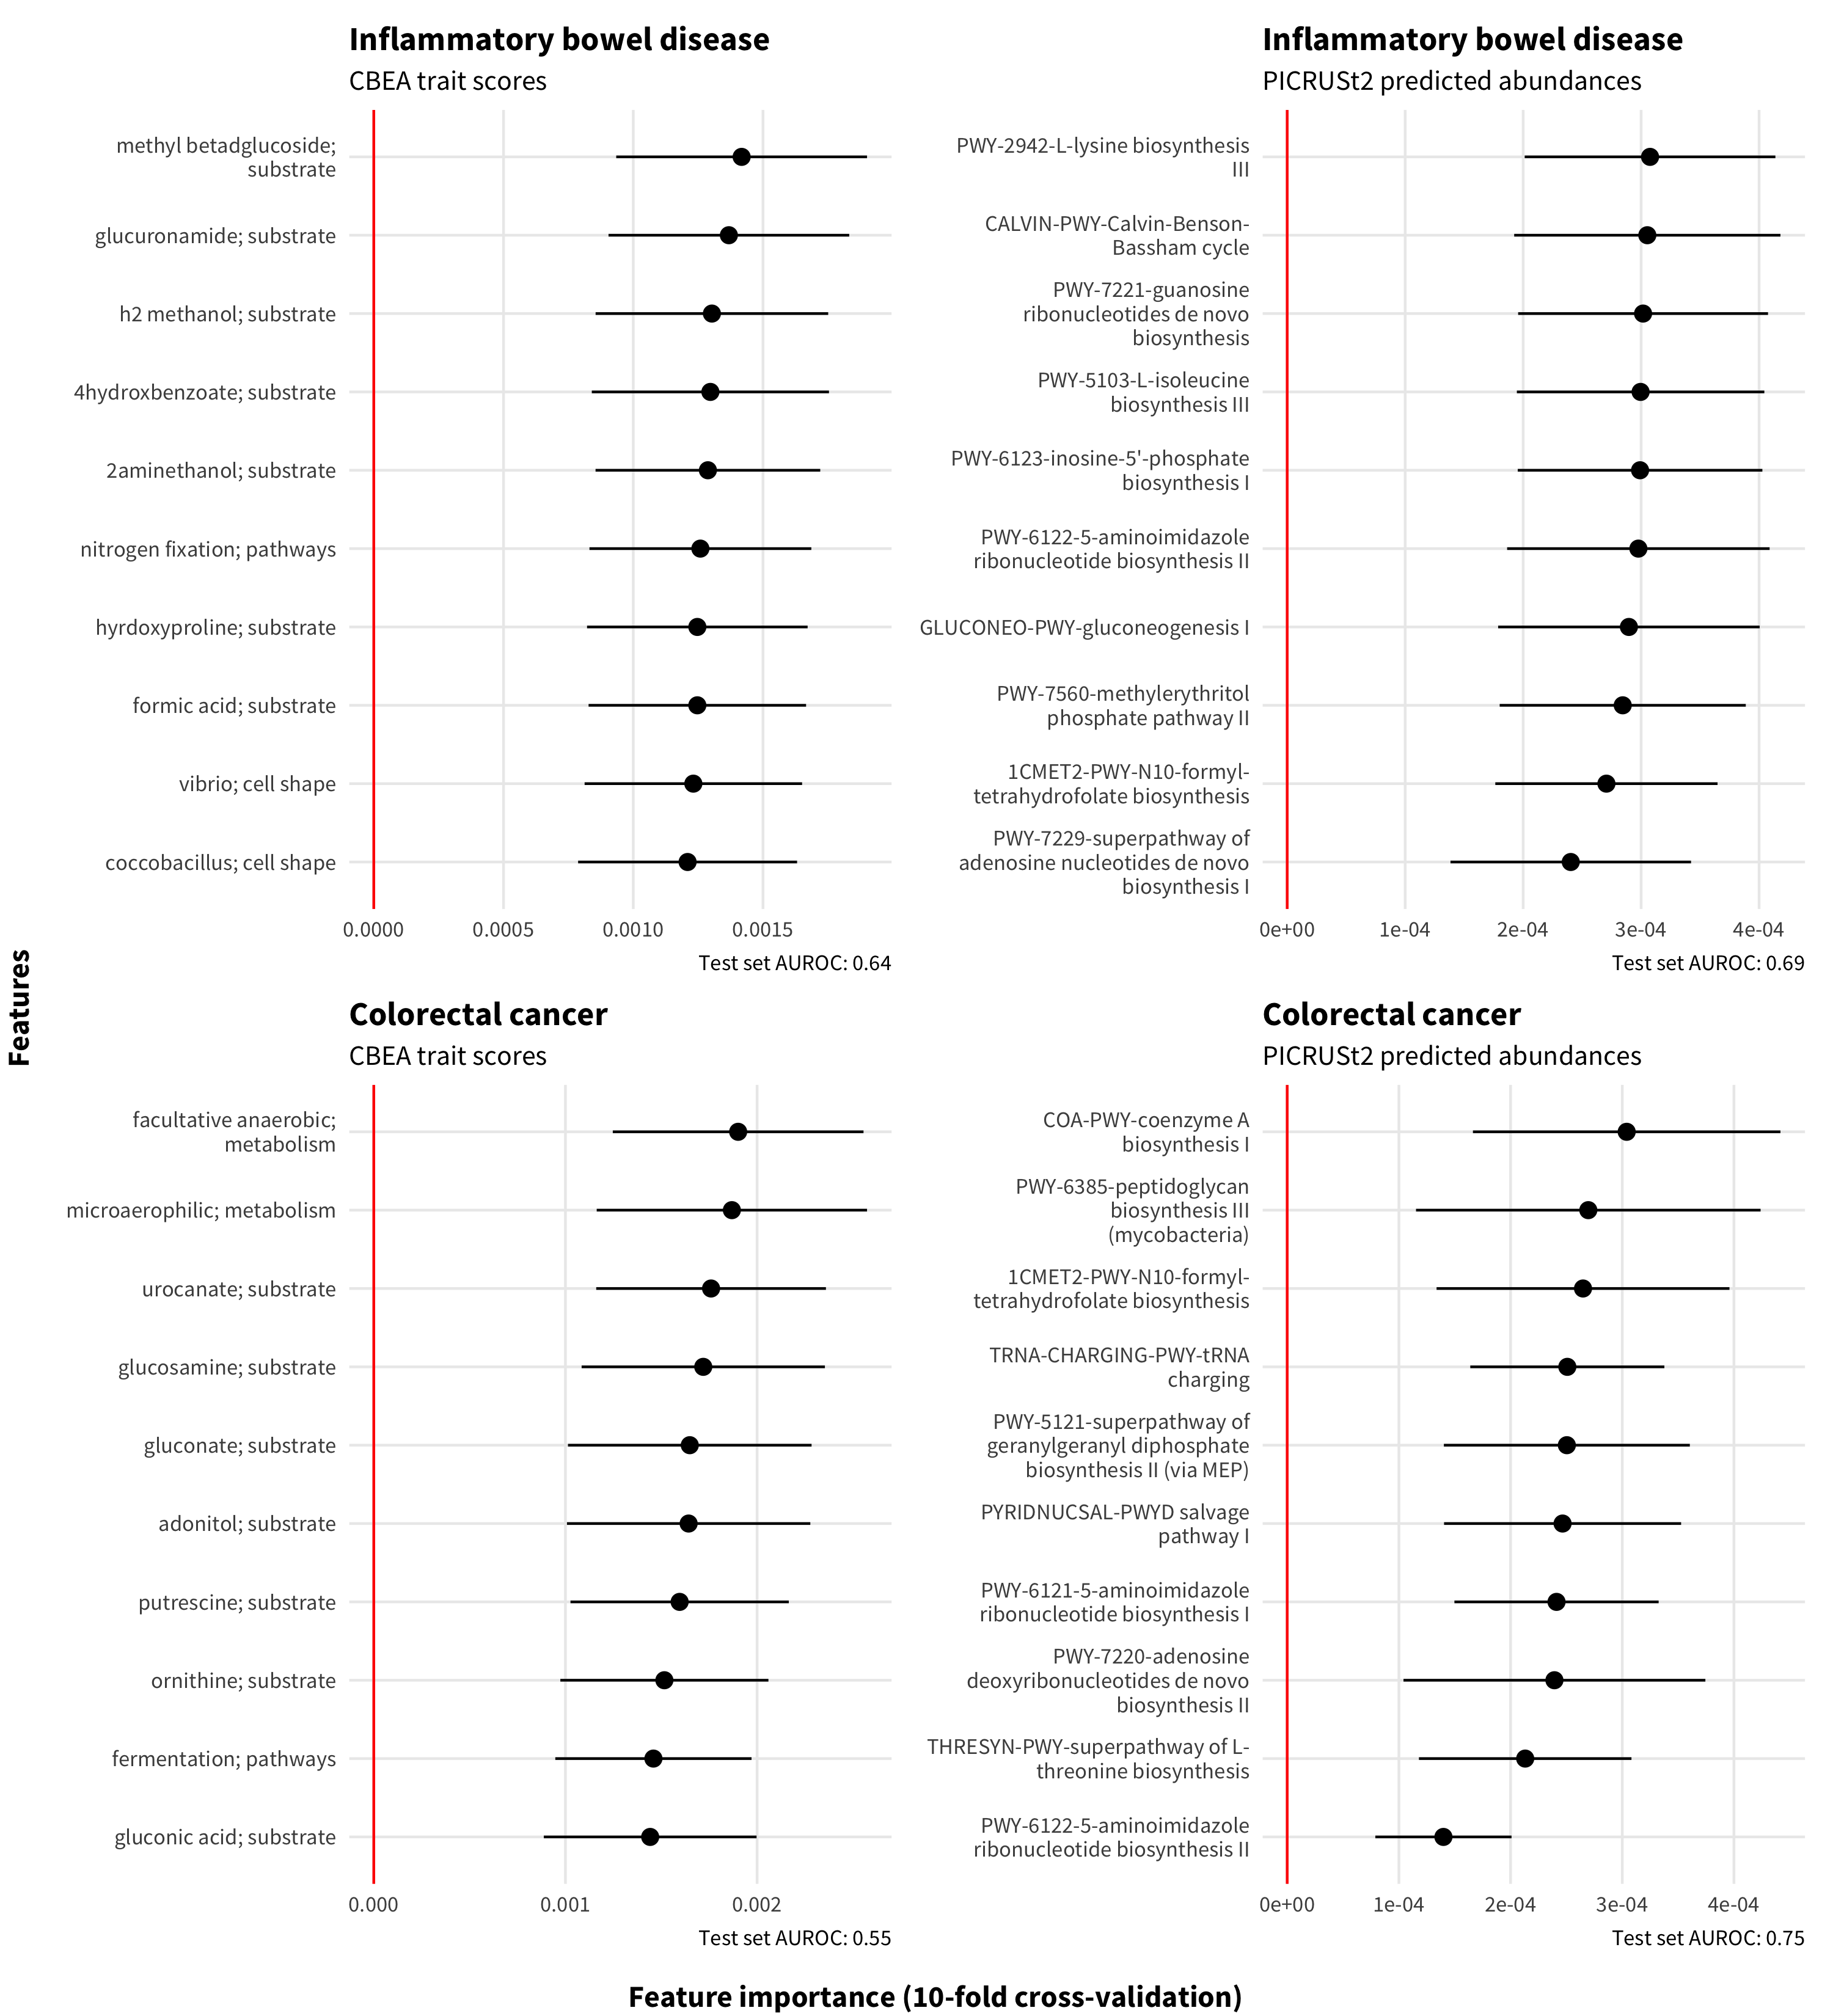 Inflammatory bowel disease
CBEA trait scores
methyl betadglucoside;
substrate
glucuronamide; substrate
h2 methanol; substrate
4hydroxbenzoate; substrate
2aminethanol; substrate
nitrogen fixation; pathways
hyrdoxyproline; substrate
formic acid; substrate
vibrio; cell shape
coccobacillus; cell shape
0.0000 0.0005 0.0010 0.0015
Test set AUROC: 0.64
Inflammatory bowel disease
PICRUSt2 predicted abundances
PWY-2942-L-lysine biosynthesis
III
CALVIN-PWY-Calvin-Benson-
Bassham cycle
PWY-7221-guanosine
ribonucleotides de novo
biosynthesis
PWY-5103-L-isoleucine
biosynthesis III
PWY-6123-inosine-5'-phosphate
biosynthesis I
PWY-6122-5-aminoimidazole
ribonucleotide biosynthesis II
GLUCONEO-PWY-gluconeogenesis I
PWY-7560-methylerythritol
phosphate pathway II
1CMET2-PWY-N10-formyl-
tetrahydrofolate biosynthesis
PWY-7229-superpathway of
adenosine nucleotides de novo
biosynthesis I
0e+00 1e-04 2e-04 3e-04 4e-04
Test set AUROC: 0.69
Features
Colorectal cancer
CBEA trait scores
facultative anaerobic;
metabolism
microaerophilic; metabolism
urocanate; substrate
glucosamine; substrate
gluconate; substrate
adonitol; substrate
putrescine; substrate
ornithine; substrate
fermentation; pathways
gluconic acid; substrate
0.000 0.001 0.002
Test set AUROC: 0.55
Colorectal cancer
PICRUSt2 predicted abundances
COA-PWY-coenzyme A
biosynthesis I
PWY-6385-peptidoglycan
biosynthesis III
(mycobacteria)
1CMET2-PWY-N10-formyl-
tetrahydrofolate biosynthesis
TRNA-CHARGING-PWY-tRNA
charging
PWY-5121-superpathway of
geranylgeranyl diphosphate
biosynthesis II (via MEP)
PYRIDNUCSAL-PWYD salvage
pathway I
PWY-6121-5-aminoimidazole
ribonucleotide biosynthesis I
PWY-7220-adenosine
deoxyribonucleotides de novo
biosynthesis II
THRESYN-PWY-superpathway of L-
threonine biosynthesis
PWY-6122-5-aminoimidazole
ribonucleotide biosynthesis II
0e+00 1e-04 2e-04 3e-04 4e-04
Test set AUROC: 0.75
Feature importance (10-fold cross-validation)